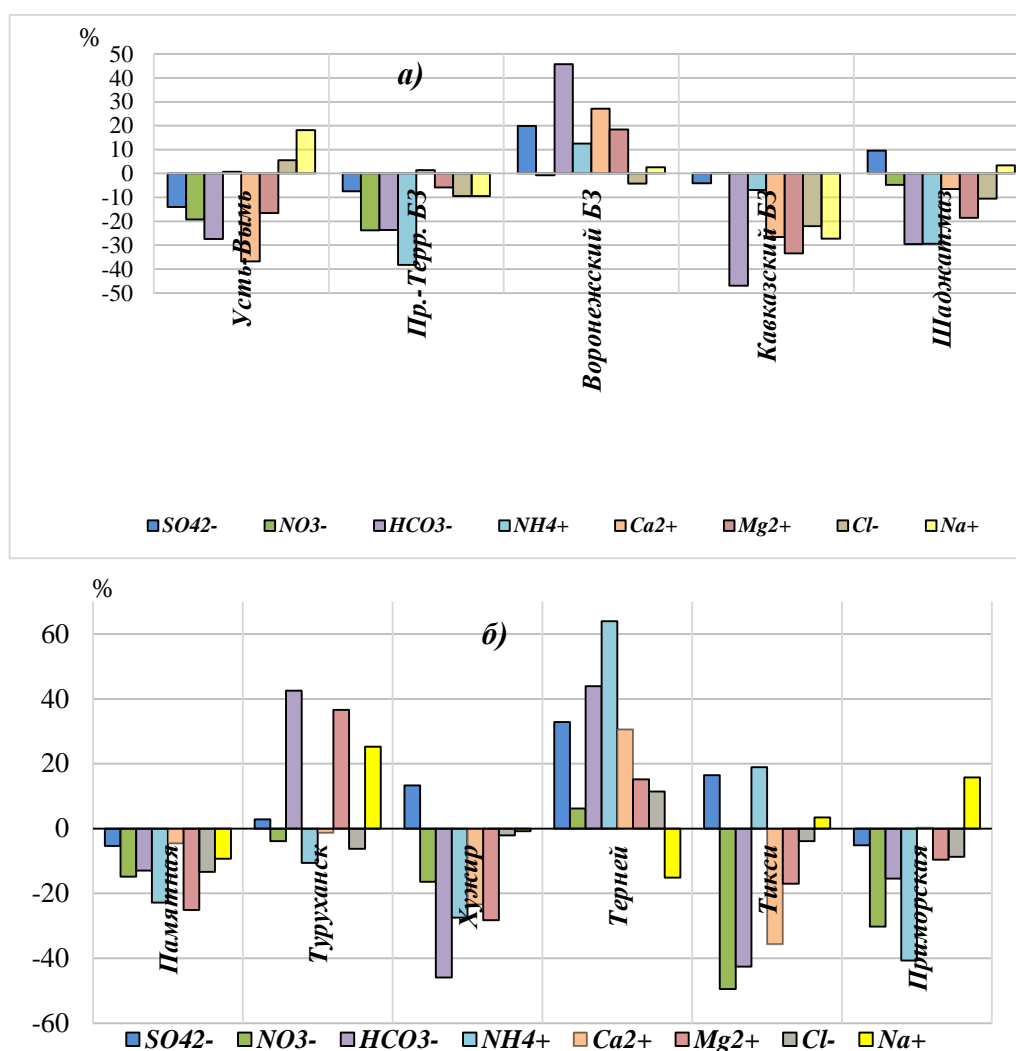 %
а)
50
40
30
20
10
0
-10
-20
-30
-40
-50
Усть-Вымь
Пр.-Терр. БЗ
Воронежский БЗ
Кавказский БЗ
Шаджатмаз
SO42- NO3- HCO3- NH4+ Ca2+ Mg2+ Cl- Na+
%
б)
60
40
20
0
-20
-40
-60
Памятная
Туруханск
Хужир
Терней
Тикси
Приморская
SO42- NO3- HCO3- NH4+ Ca2+ Mg2+ Cl- Na+